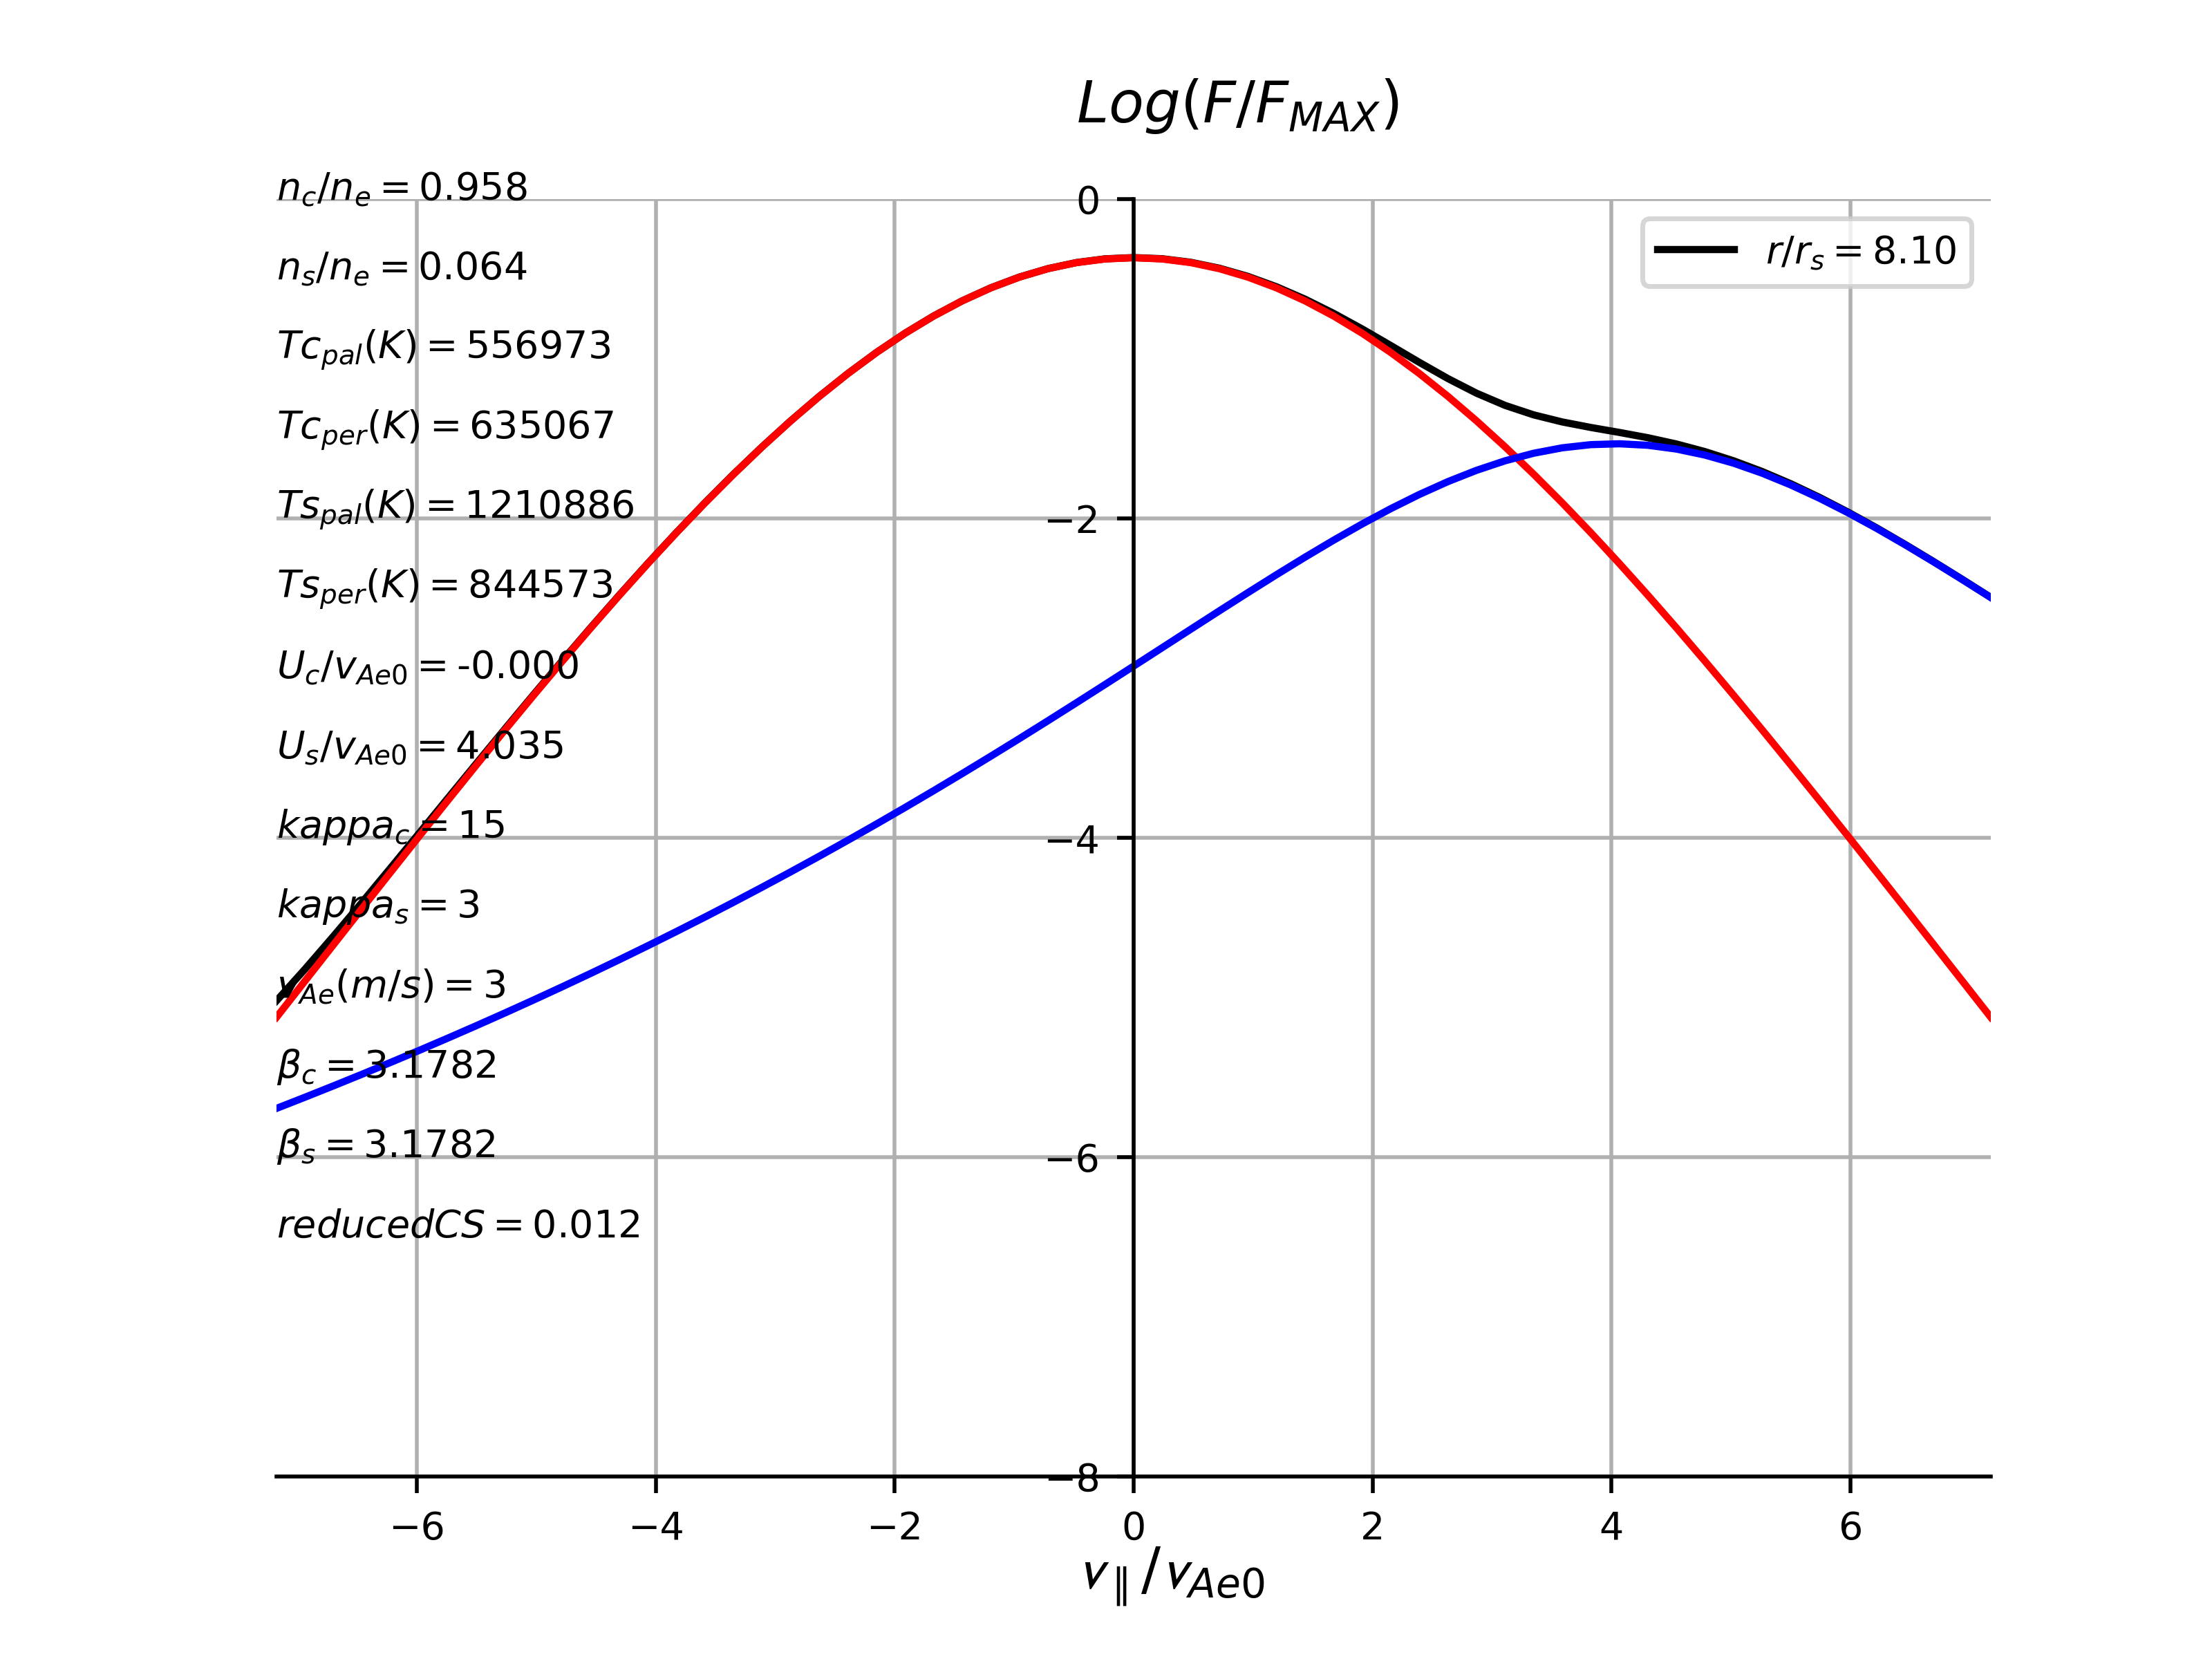 Log(F/F_MAX)
n_c/n_e = 0.958
n_s/n_e = 0.064
Tc_pal(K) = 556973
Tc_per(K) = 635067
Ts_pal(K) = 1210886
Ts_per(K) = 844573
U_c/v_Ae0 = -0.000
U_s/v_Ae0 = 4.035
kappa_c = 15
kappa_s = 3
v_Ae(m/s) = 3
β_c = 3.1782
β_s = 3.1782
reducedCS = 0.012
r/r_s = 8.10
0
−2
−4
−6
−8
−6 −4 −2 0 2 4 6
v_∥/v_Ae0